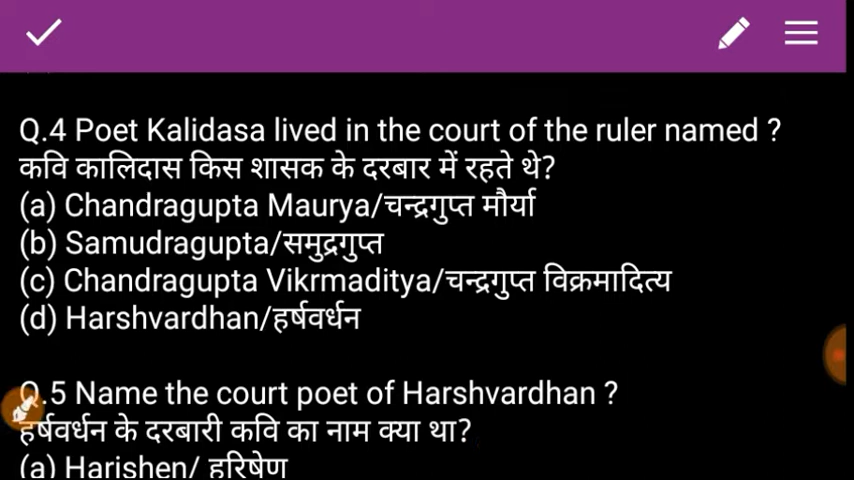 Q.4 Poet Kalidasa lived in the court of the ruler named ?
कवि कालिदास किस शासक के दरबार में रहते थे?
(a) Chandragupta Maurya/चन्द्रगुप्त मौर्या
(b) Samudragupta/समुद्रगुप्त
(c) Chandragupta Vikrmaditya/चन्द्रगुप्त विक्रमादित्य
(d) Harshvardhan/हर्षवर्धन
Q.5 Name the court poet of Harshvardhan ?
हर्षवर्धन के दरबारी कवि का नाम क्या था?
(a) Harishen/ हरिषेण